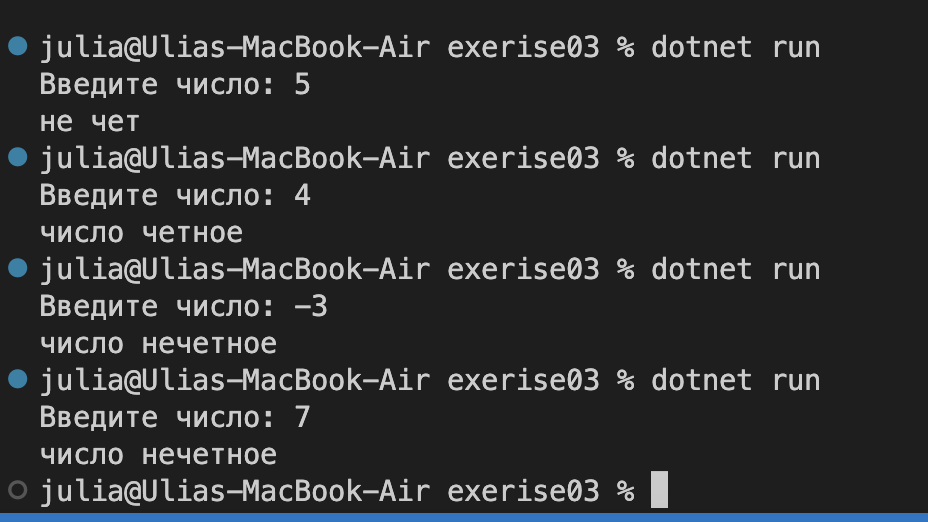 julia@Ulias-MacBook-Air exerise03 % dotnet run
Введите число: 5
не чет
julia@Ulias-MacBook-Air exerise03 % dotnet run
Введите число: 4
число четное
julia@Ulias-MacBook-Air exerise03 % dotnet run
Введите число: -3
число нечетное
julia@Ulias-MacBook-Air exerise03 % dotnet run
Введите число: 7
число нечетное
julia@Ulias-MacBook-Air exerise03 %